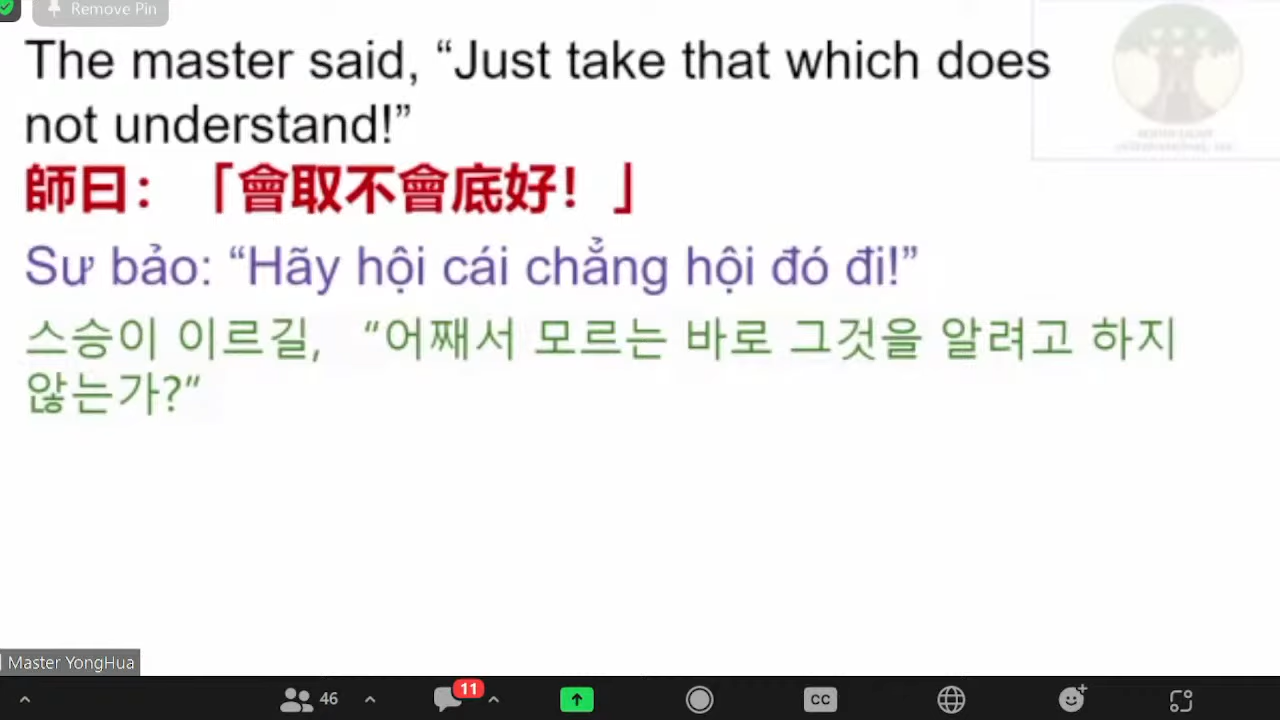 Remove Pin
The master said, “Just take that which does
not understand!”
師曰：「會取不會底好！」
Sư bảo: “Hãy hội cái chẳng hội đó đi!”
스승이 이르길, “어째서 모르는 바로 그것을 알려고 하지
않는가?”
Master YongHua
46
11
CC